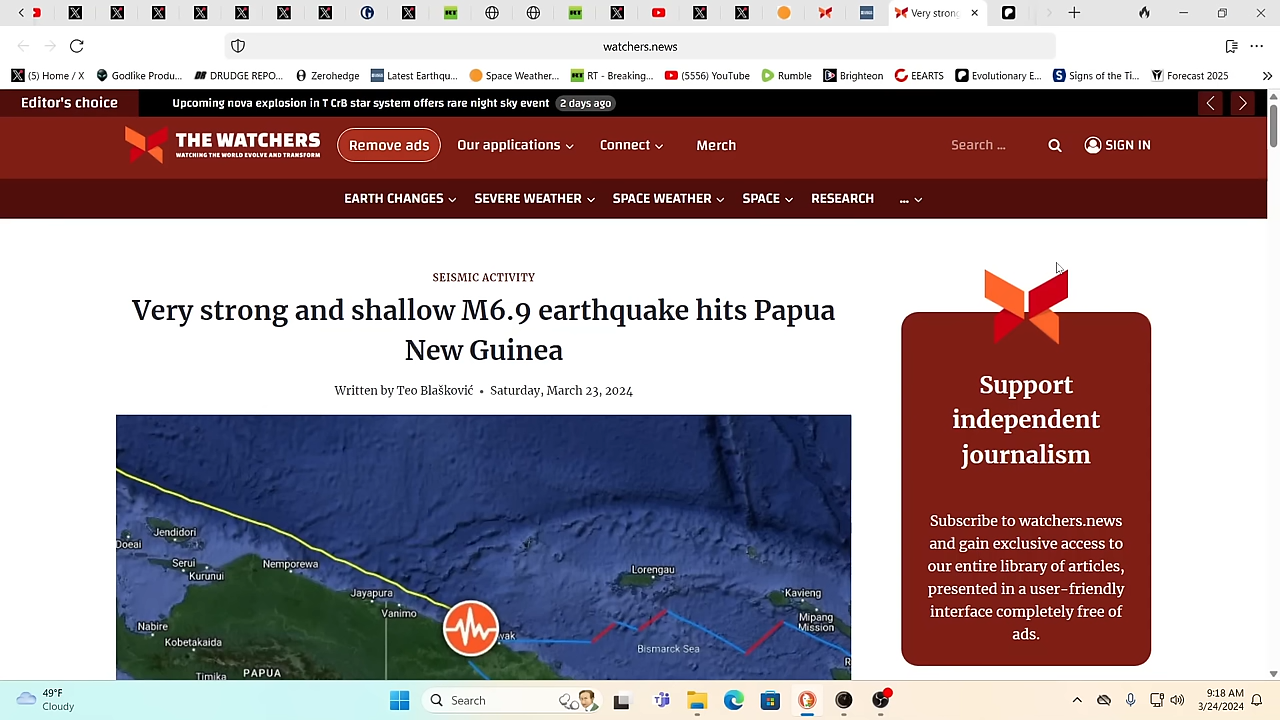 Very strong
watchers.news
(5) Home / X
Godlike Produ...
DRUDGE REPO...
Zerohedge
Latest Earthqu...
Space Weather...
RT - Breaking...
(5556) YouTube
Rumble
Brighteon
EEARTS
Evolutionary E...
Signs of the Ti...
Forecast 2025
Editor's choice
Upcoming nova explosion in T CrB star system offers rare night sky event 2 days ago
THE WATCHERS
WATCHING THE WORLD EVOLVE AND TRANSFORM
Remove ads
Our applications
Connect
Merch
Search ...
SIGN IN
EARTH CHANGES
SEVERE WEATHER
SPACE WEATHER
SPACE
RESEARCH
...
SEISMIC ACTIVITY
Very strong and shallow M6.9 earthquake hits Papua
New Guinea
Written by Teo Blašković • Saturday, March 23, 2024
Jendidori
Doeai
Serui
Kurunui
Nemporewa
Jayapura
Vanimo
Nabire
Kobetakaida
wak
Timika
PAPUA
Lorengau
Kavieng
Mipang
Mission
Bismarck Sea
R
Support
independent
journalism
Subscribe to watchers.news
and gain exclusive access to
our entire library of articles,
presented in a user-friendly
interface completely free of
ads.
49°F
Cloudy
Search
9:18 AM
3/24/2024